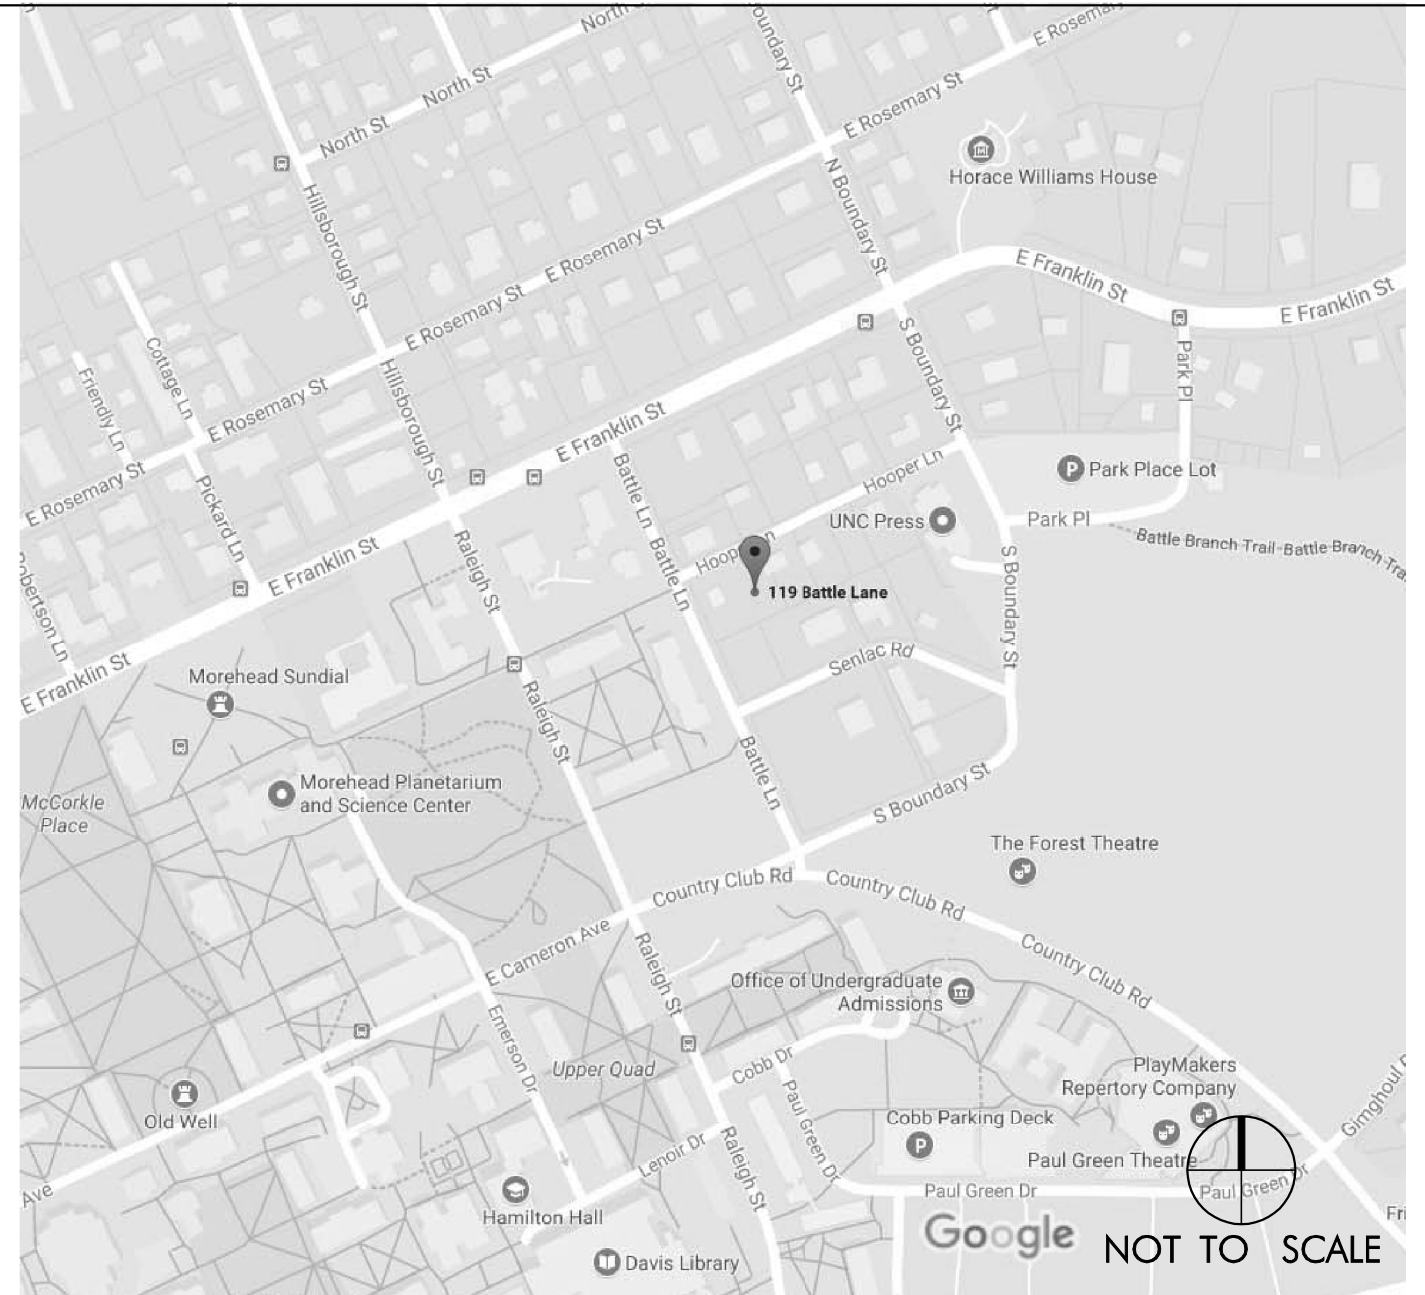 North St
North St
E Rosemary St
E Rosemary St
Horace Williams House
Hillsborough St
N Boundary St
E Rosemary St
E Franklin St
E Franklin St
E Rosemary St
S Boundary St
Park Pl
Cottage Ln
Friendly Ln
Hillsborough St
E Rosemary St
E Franklin St
Hooper Ln
Park Place Lot
E Rosemary St
Pickard Ln
Battle Ln
Battle Ln
UNC Press
Park Pl
Battle Branch Trail
Battle Branch
E Franklin St
Raleigh St
119 Battle Lane
S Boundary St
Robertson Ln
E Franklin St
Senlac Rd
Morehead Sundial
Raleigh St
Battle Ln
Morehead Planetarium
and Science Center
McCorkle
Place
S Boundary St
The Forest Theatre
Country Club Rd
Country Club Rd
E Cameron Ave
Raleigh St
Country Club Rd
Office of Undergraduate
Admissions
Emerson Dr
Upper Quad
Cobb Dr
PlayMakers
Repertory Company
Old Well
Paul Green Dr
Cobb Parking Deck
Gimghoul
Lenoir Dr
Raleigh St
Paul Green Theatre
Ave
Paul Green Dr
Paul Green Dr
Hamilton Hall
Fri
Google
Davis Library
NOT TO SCALE